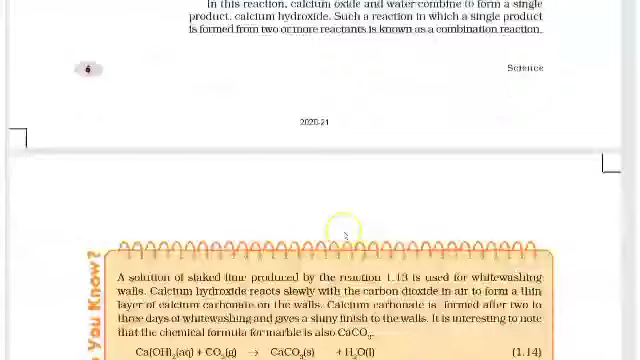 In this reaction, calcium oxide and water combine to form a single
product, calcium hydroxide. Such a reaction in which a single product
is formed from two or more reactants is known as a combination reaction.
6
Science
2020-21
You Know?
A solution of slaked lime produced by the reaction 1.13 is used for whitewashing
walls. Calcium hydroxide reacts slowly with the carbon dioxide in air to form a thin
layer of calcium carbonate on the walls. Calcium carbonate is formed after two to
three days of whitewashing and gives a shiny finish to the walls. It is interesting to note
that the chemical formula for marble is also CaCO₃.
Ca(OH)₂(aq) + CO₂(g) → CaCO₃(s) + H₂O(l) (1.14)